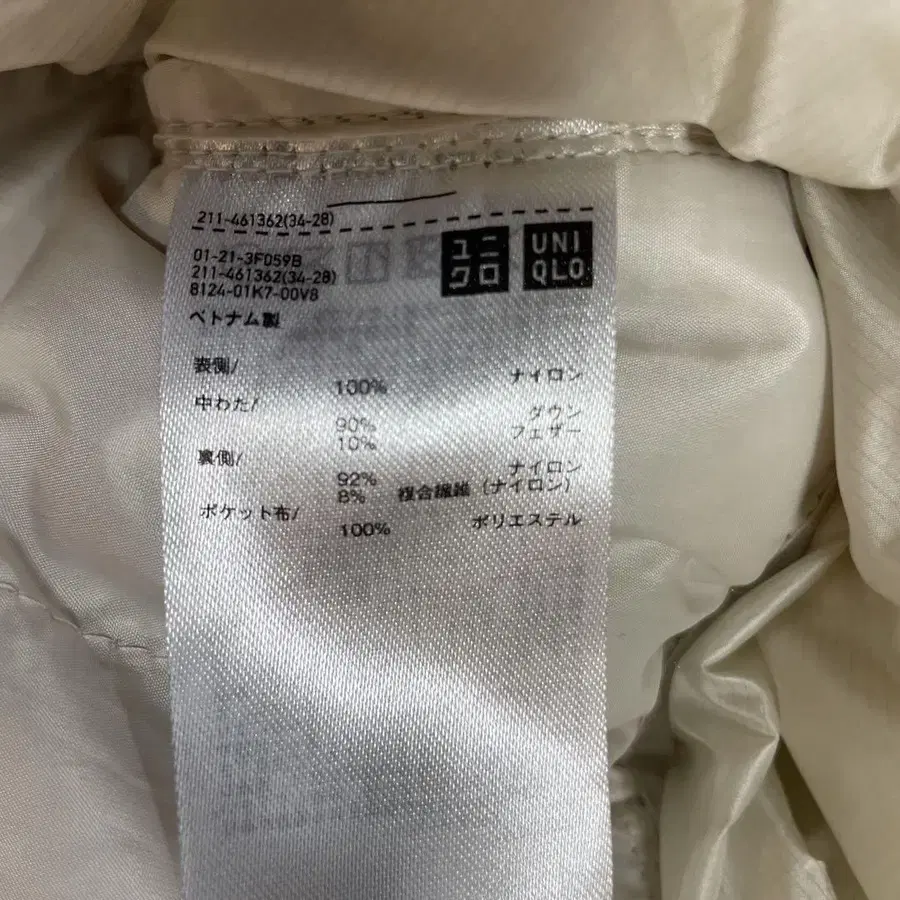 211-461362(34-28)
01-21-3F059B
211-461362(34-28)
8124-01K7-00V8
ユニ
クロ
UNI
QLO
ベトナム製
表側/
100% ナイロン
中わた/
90% ダウン
10% フェザー
裏側/
92% ナイロン
8% 複合繊維 (ナイロン)
ポケット布/
100% ポリエステル